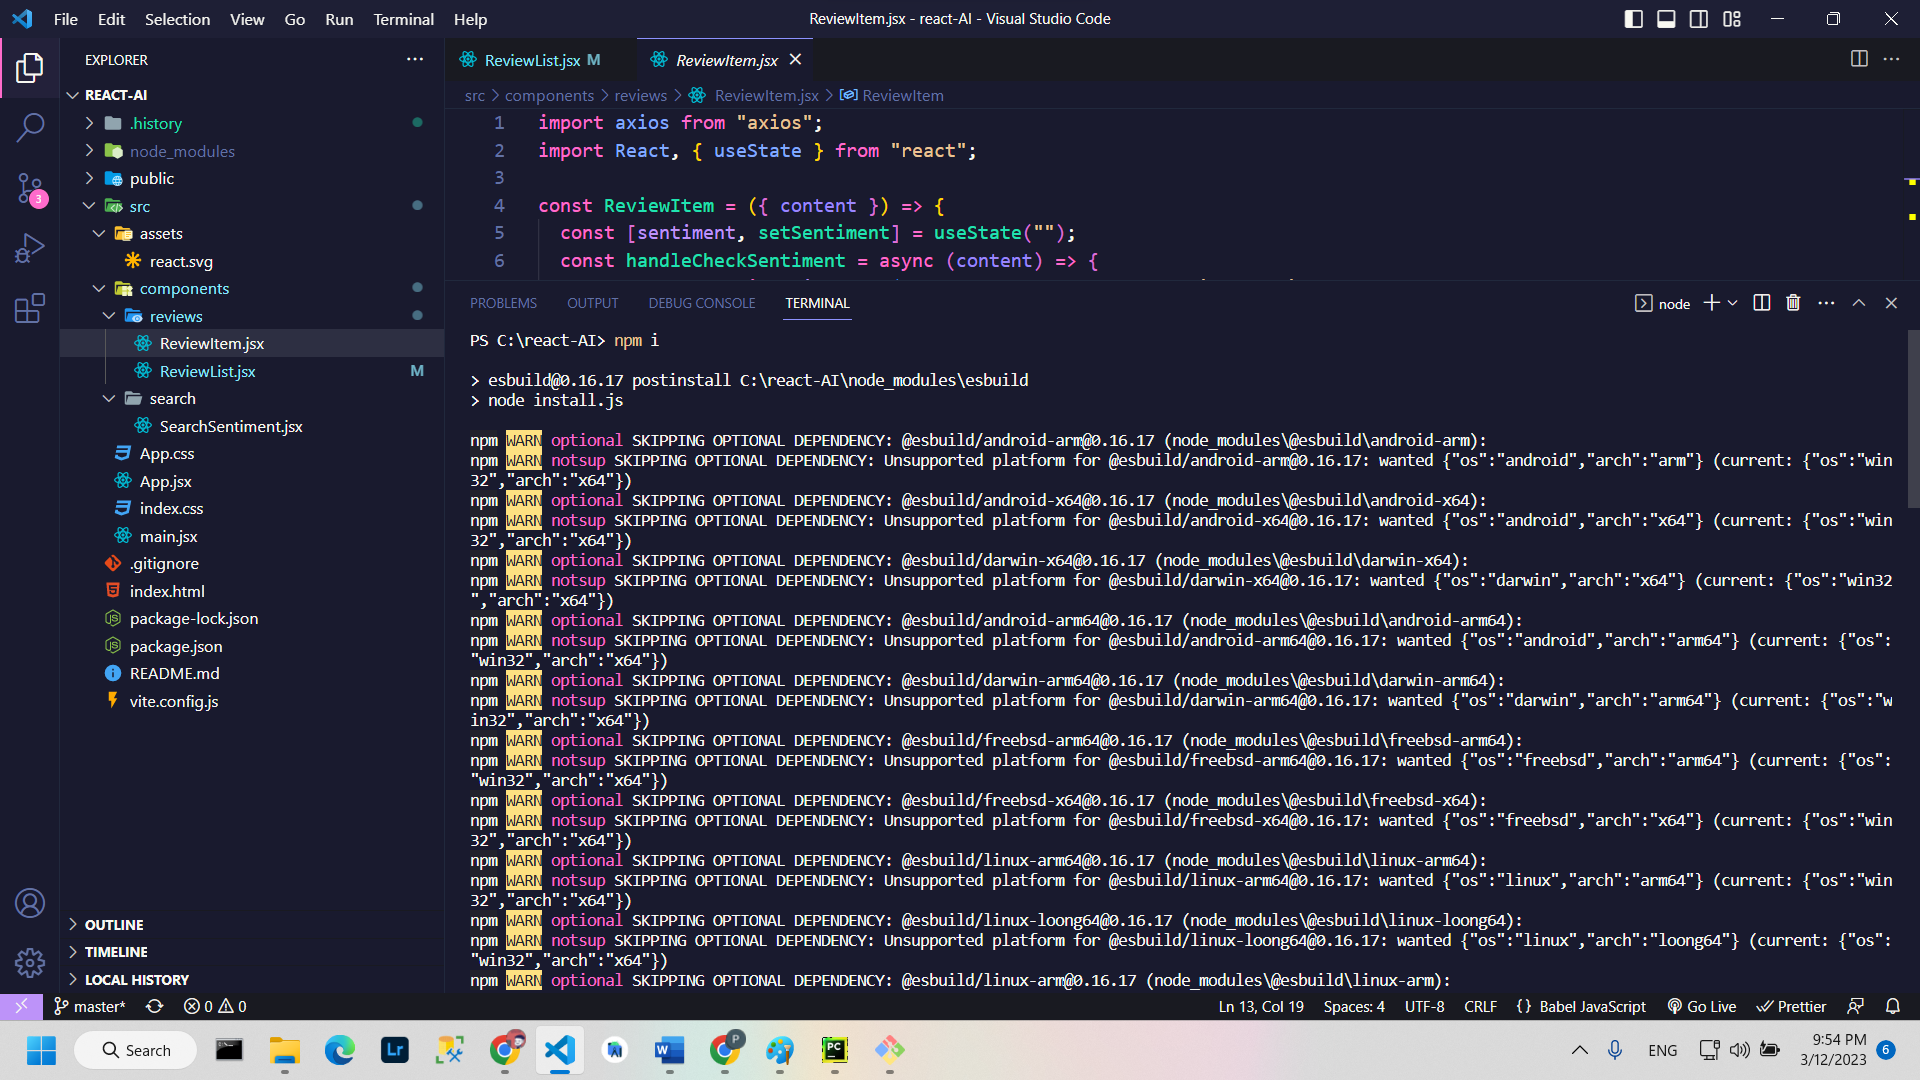 File Edit Selection View Go Run Terminal Help
ReviewItem.jsx - react-AI - Visual Studio Code
EXPLORER
REACT-AI
.history
node_modules
public
src
assets
react.svg
components
reviews
ReviewItem.jsx
ReviewList.jsx M
search
SearchSentiment.jsx
App.css
App.jsx
index.css
main.jsx
.gitignore
index.html
package-lock.json
package.json
README.md
vite.config.js
OUTLINE
TIMELINE
LOCAL HISTORY
3
ReviewList.jsx M
ReviewItem.jsx
src > components > reviews > ReviewItem.jsx > ReviewItem
1 import axios from "axios";
2 import React, { useState } from "react";
3
4 const ReviewItem = ({ content }) => {
5 const [sentiment, setSentiment] = useState("");
6 const handleCheckSentiment = async (content) => {
PROBLEMS OUTPUT DEBUG CONSOLE TERMINAL
node
PS C:\react-AI> npm i
> esbuild@0.16.17 postinstall C:\react-AI\node_modules\esbuild
> node install.js
npm WARN optional SKIPPING OPTIONAL DEPENDENCY: @esbuild/android-arm@0.16.17 (node_modules\@esbuild\android-arm):
npm WARN notsup SKIPPING OPTIONAL DEPENDENCY: Unsupported platform for @esbuild/android-arm@0.16.17: wanted {"os":"android","arch":"arm"} (current: {"os":"win
32","arch":"x64"})
npm WARN optional SKIPPING OPTIONAL DEPENDENCY: @esbuild/android-x64@0.16.17 (node_modules\@esbuild\android-x64):
npm WARN notsup SKIPPING OPTIONAL DEPENDENCY: Unsupported platform for @esbuild/android-x64@0.16.17: wanted {"os":"android","arch":"x64"} (current: {"os":"win
32","arch":"x64"})
npm WARN optional SKIPPING OPTIONAL DEPENDENCY: @esbuild/darwin-x64@0.16.17 (node_modules\@esbuild\darwin-x64):
npm WARN notsup SKIPPING OPTIONAL DEPENDENCY: Unsupported platform for @esbuild/darwin-x64@0.16.17: wanted {"os":"darwin","arch":"x64"} (current: {"os":"win32
","arch":"x64"})
npm WARN optional SKIPPING OPTIONAL DEPENDENCY: @esbuild/android-arm64@0.16.17 (node_modules\@esbuild\android-arm64):
npm WARN notsup SKIPPING OPTIONAL DEPENDENCY: Unsupported platform for @esbuild/android-arm64@0.16.17: wanted {"os":"android","arch":"arm64"} (current: {"os":
"win32","arch":"x64"})
npm WARN optional SKIPPING OPTIONAL DEPENDENCY: @esbuild/darwin-arm64@0.16.17 (node_modules\@esbuild\darwin-arm64):
npm WARN notsup SKIPPING OPTIONAL DEPENDENCY: Unsupported platform for @esbuild/darwin-arm64@0.16.17: wanted {"os":"darwin","arch":"arm64"} (current: {"os":"w
in32","arch":"x64"})
npm WARN optional SKIPPING OPTIONAL DEPENDENCY: @esbuild/freebsd-arm64@0.16.17 (node_modules\@esbuild\freebsd-arm64):
npm WARN notsup SKIPPING OPTIONAL DEPENDENCY: Unsupported platform for @esbuild/freebsd-arm64@0.16.17: wanted {"os":"freebsd","arch":"arm64"} (current: {"os":
"win32","arch":"x64"})
npm WARN optional SKIPPING OPTIONAL DEPENDENCY: @esbuild/freebsd-x64@0.16.17 (node_modules\@esbuild\freebsd-x64):
npm WARN notsup SKIPPING OPTIONAL DEPENDENCY: Unsupported platform for @esbuild/freebsd-x64@0.16.17: wanted {"os":"freebsd","arch":"x64"} (current: {"os":"win
32","arch":"x64"})
npm WARN optional SKIPPING OPTIONAL DEPENDENCY: @esbuild/linux-arm64@0.16.17 (node_modules\@esbuild\linux-arm64):
npm WARN notsup SKIPPING OPTIONAL DEPENDENCY: Unsupported platform for @esbuild/linux-arm64@0.16.17: wanted {"os":"linux","arch":"arm64"} (current: {"os":"win
32","arch":"x64"})
npm WARN optional SKIPPING OPTIONAL DEPENDENCY: @esbuild/linux-loong64@0.16.17 (node_modules\@esbuild\linux-loong64):
npm WARN notsup SKIPPING OPTIONAL DEPENDENCY: Unsupported platform for @esbuild/linux-loong64@0.16.17: wanted {"os":"linux","arch":"loong64"} (current: {"os":
"win32","arch":"x64"})
npm WARN optional SKIPPING OPTIONAL DEPENDENCY: @esbuild/linux-arm@0.16.17 (node_modules\@esbuild\linux-arm):
master* 0 0
Ln 13, Col 19 Spaces: 4 UTF-8 CRLF {} Babel JavaScript Go Live Prettier
Search
Lr
W
P
PC
ENG
9:54 PM
3/12/2023
6